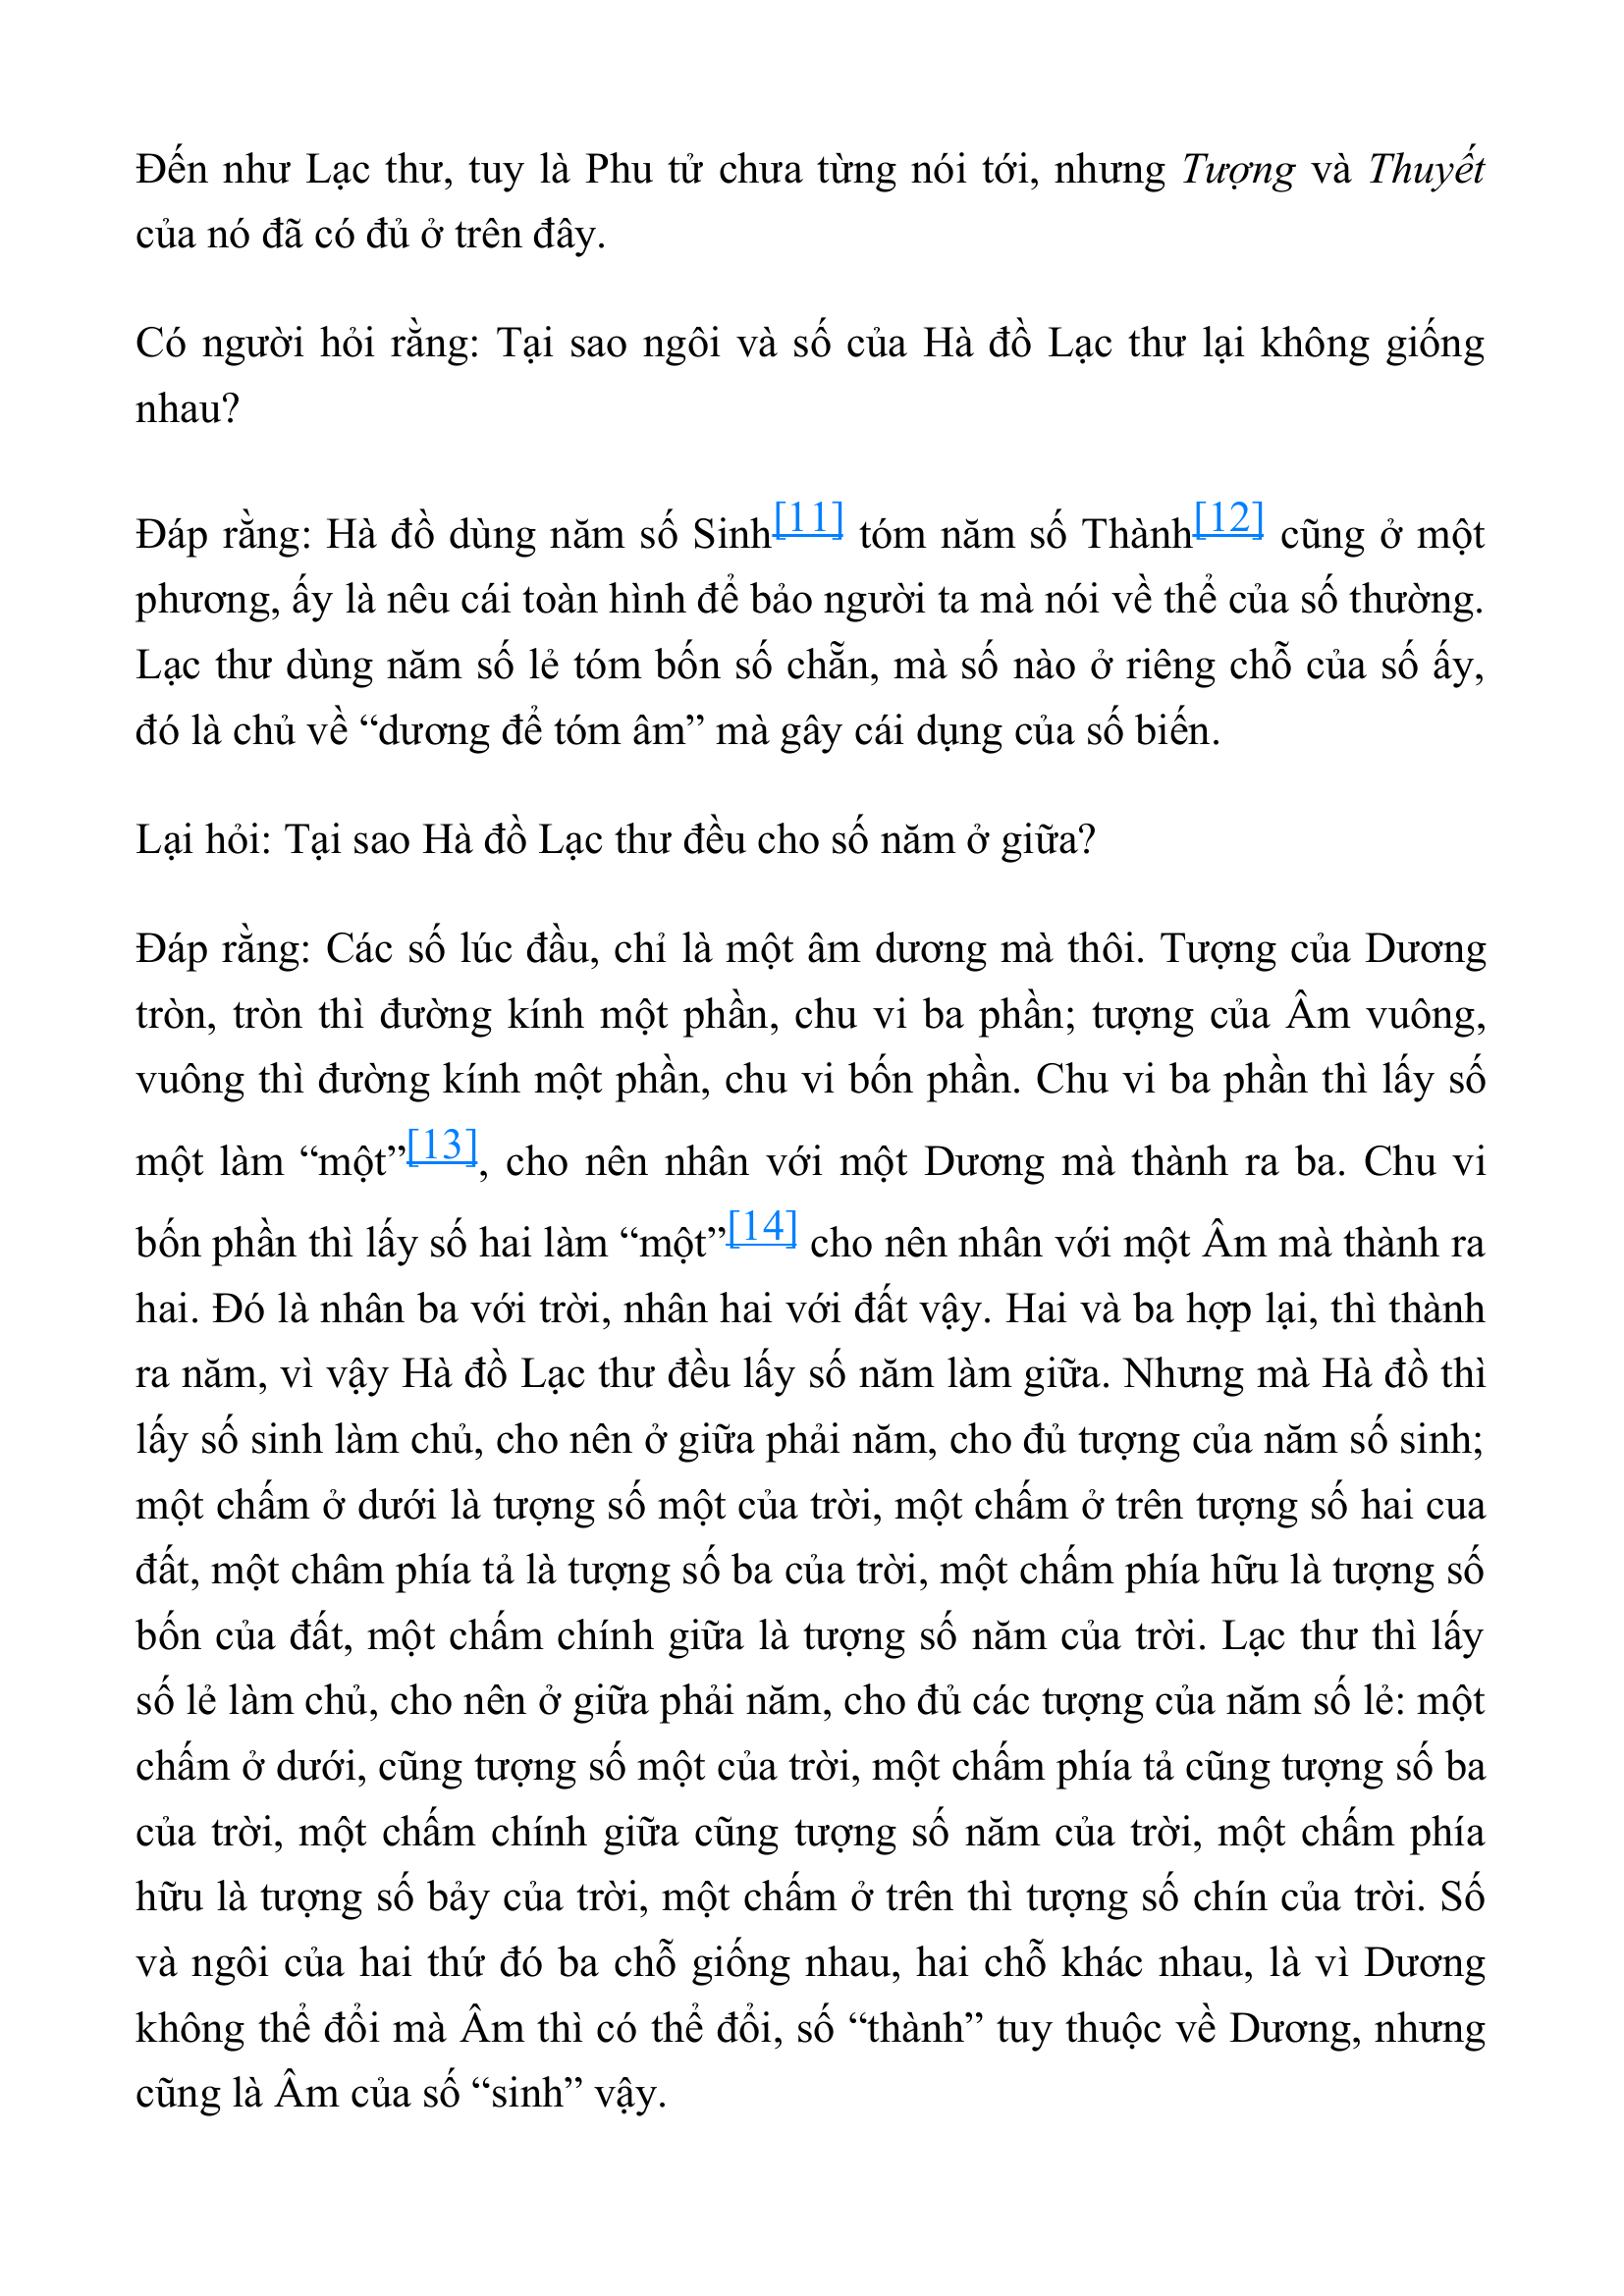 Đến như Lạc thư, tuy là Phu tử chưa từng nói tới, nhưng Tượng và Thuyết
của nó đã có đủ ở trên đây.
Có người hỏi rằng: Tại sao ngôi và số của Hà đồ Lạc thư lại không giống
nhau?
Đáp rằng: Hà đồ dùng năm số Sinh[11] tóm năm số Thành[12] cũng ở một
phương, ấy là nêu cái toàn hình để bảo người ta mà nói về thể của số thường.
Lạc thư dùng năm số lẻ tóm bốn số chẵn, mà số nào ở riêng chỗ của số ấy,
đó là chủ về “dương để tóm âm” mà gây cái dụng của số biến.
Lại hỏi: Tại sao Hà đồ Lạc thư đều cho số năm ở giữa?
Đáp rằng: Các số lúc đầu, chỉ là một âm dương mà thôi. Tượng của Dương
tròn, tròn thì đường kính một phần, chu vi ba phần; tượng của Âm vuông,
vuông thì đường kính một phần, chu vi bốn phần. Chu vi ba phần thì lấy số
một làm “một”[13], cho nên nhân với một Dương mà thành ra ba. Chu vi
bốn phần thì lấy số hai làm “một”[14] cho nên nhân với một Âm mà thành ra
hai. Đó là nhân ba với trời, nhân hai với đất vậy. Hai và ba hợp lại, thì thành
ra năm, vì vậy Hà đồ Lạc thư đều lấy số năm làm giữa. Nhưng mà Hà đồ thì
lấy số sinh làm chủ, cho nên ở giữa phải năm, cho đủ tượng của năm số sinh;
một chấm ở dưới là tượng số một của trời, một chấm ở trên tượng số hai cua
đất, một châm phía tả là tượng số ba của trời, một chấm phía hữu là tượng số
bốn của đất, một chấm chính giữa là tượng số năm của trời. Lạc thư thì lấy
số lẻ làm chủ, cho nên ở giữa phải năm, cho đủ các tượng của năm số lẻ: một
chấm ở dưới, cũng tượng số một của trời, một chấm phía tả cũng tượng số ba
của trời, một chấm chính giữa cũng tượng số năm của trời, một chấm phía
hữu là tượng số bảy của trời, một chấm ở trên thì tượng số chín của trời. Số
và ngôi của hai thứ đó ba chỗ giống nhau, hai chỗ khác nhau, là vì Dương
không thể đổi mà Âm thì có thể đổi, số “thành” tuy thuộc về Dương, nhưng
cũng là Âm của số “sinh” vậy.